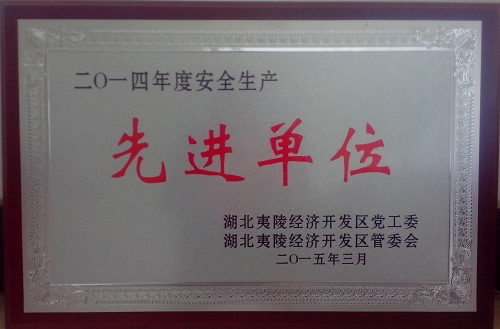 二〇一四年度安全生产
先进单位
湖北夷陵经济开发区党工委
湖北夷陵经济开发区管委会
二〇一五年三月